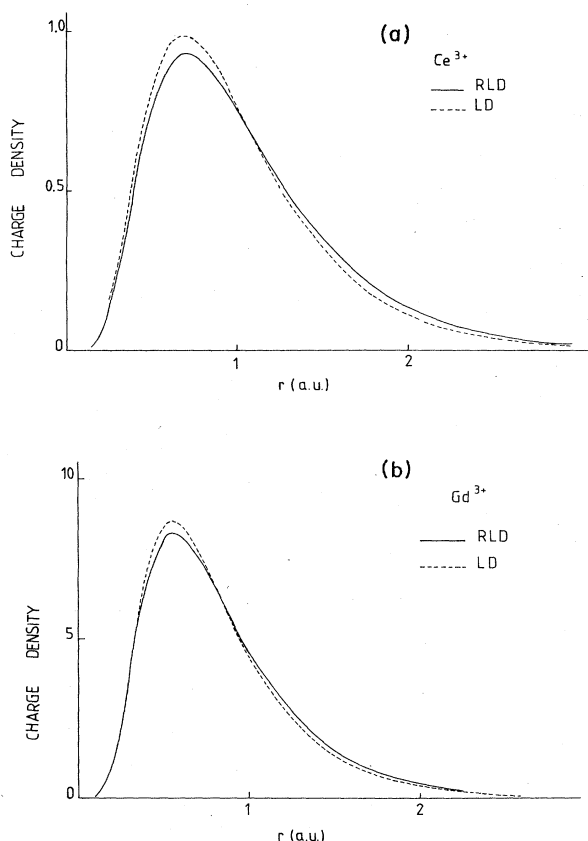 (a)
1.0
Ce3+
RLD
LD
CHARGE DENSITY
0.5
0
1
2
r (a.u.)
(b)
10
Gd3+
RLD
LD
CHARGE DENSITY
5
0
1
2
r (a.u.)